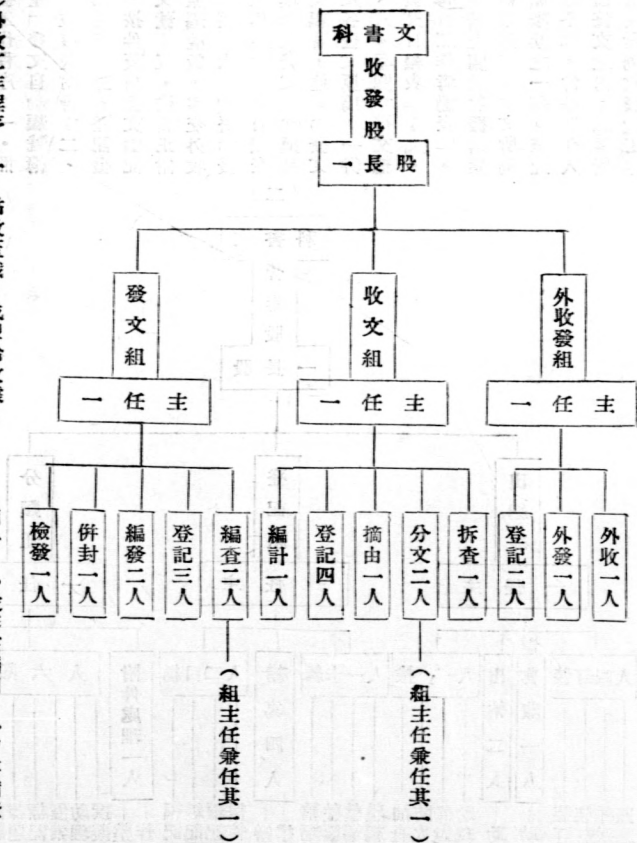 文書科
收發股
股長一
外收發組
主任一
收文組
主任一
發文組
主任一
外收一人
外發一人
登記二人
拆查一人
分文二人
(組主任兼任其一)
摘由一人
登記四人
編計一人
編查二人
(組主任兼任其一)
登記三人
編發二人
併封一人
檢發一人